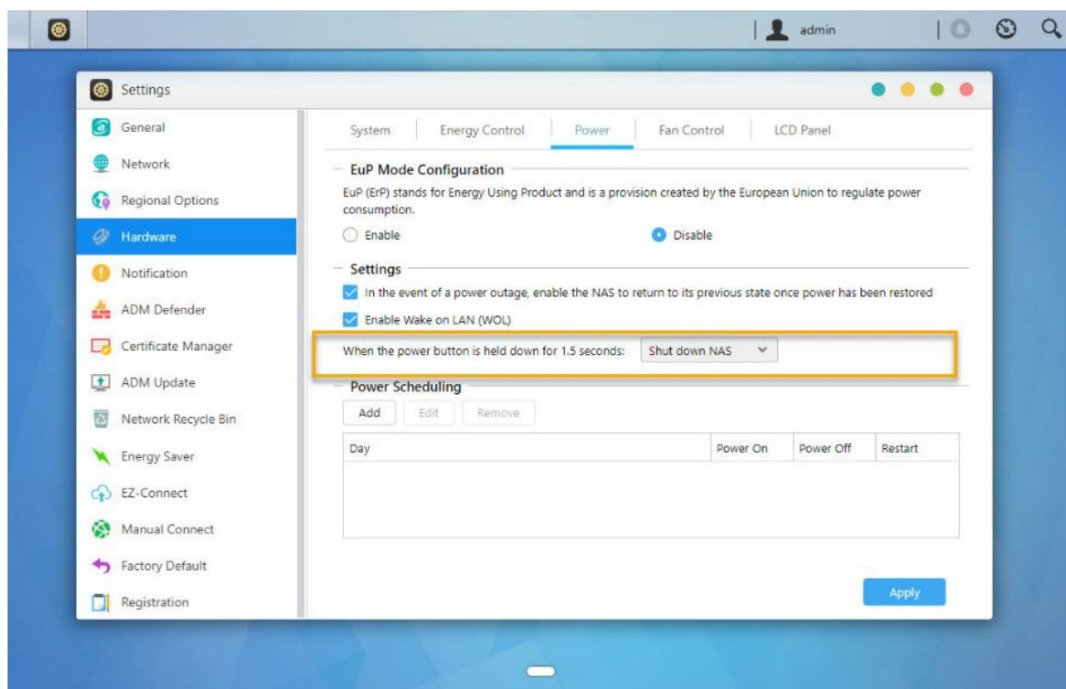 admin
Settings
General
Network
Regional Options
Hardware
Notification
ADM Defender
Certificate Manager
ADM Update
Network Recycle Bin
Energy Saver
EZ-Connect
Manual Connect
Factory Default
Registration
System Energy Control Power Fan Control LCD Panel
EuP Mode Configuration
EuP (ErP) stands for Energy Using Product and is a provision created by the European Union to regulate power
consumption.
Enable Disable
Settings
In the event of a power outage, enable the NAS to return to its previous state once power has been restored
Enable Wake on LAN (WOL)
When the power button is held down for 1.5 seconds: Shut down NAS
Power Scheduling
Add Edit Remove
Day Power On Power Off Restart
Apply